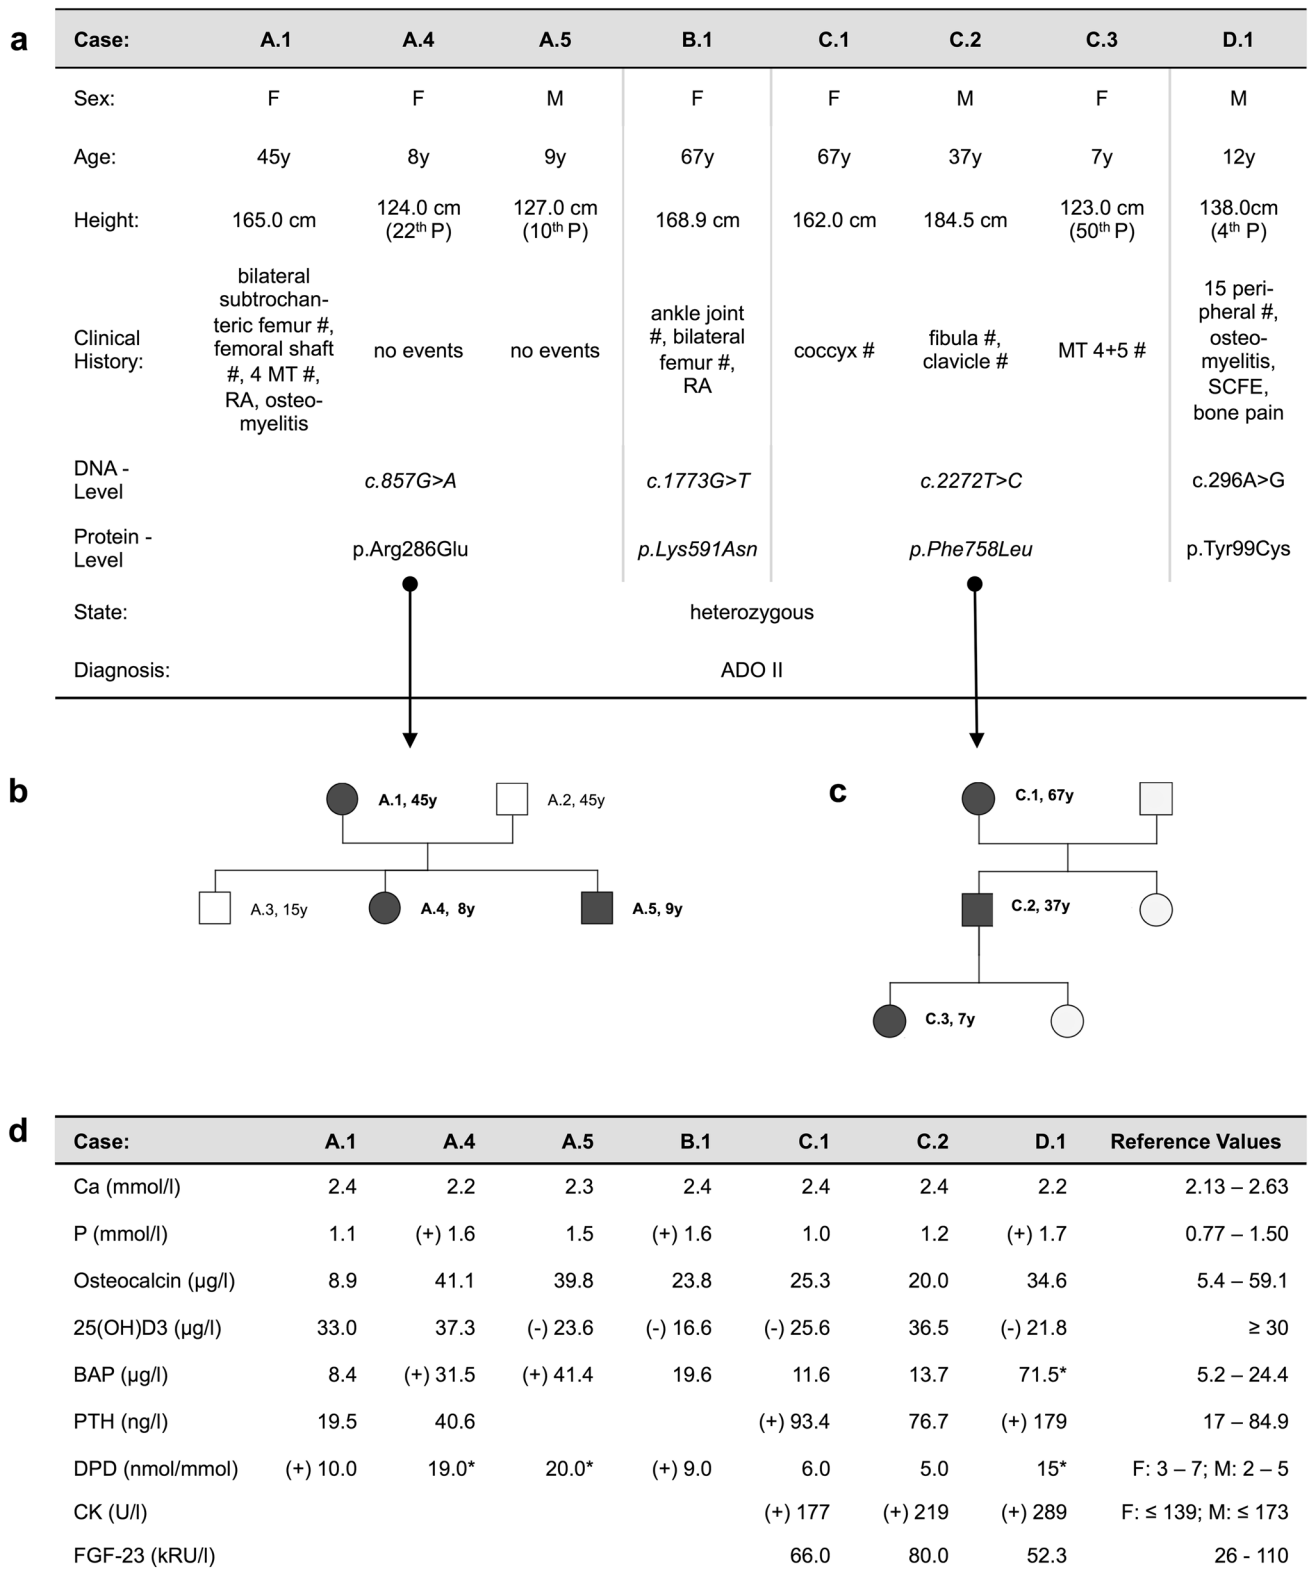 a
Case: A.1 A.4 A.5 B.1 C.1 C.2 C.3 D.1
Sex: F F M F F M F M
Age: 45y 8y 9y 67y 67y 37y 7y 12y
Height: 165.0 cm 124.0 cm (22th P) 127.0 cm (10th P) 168.9 cm 162.0 cm 184.5 cm 123.0 cm (50th P) 138.0cm (4th P)
Clinical History:
bilateral
subtrochan-
teric femur #,
femoral shaft
#, 4 MT #,
RA, osteo-
myelitis
no events
no events
ankle joint
#, bilateral
femur #,
RA
coccyx #
fibula #,
clavicle #
MT 4+5 #
15 peri-
pheral #,
osteo-
myelitis,
SCFE,
bone pain
DNA - Level c.857G>A c.1773G>T c.2272T>C c.296A>G
Protein - Level p.Arg286Glu p.Lys591Asn p.Phe758Leu p.Tyr99Cys
State: heterozygous
Diagnosis: ADO II
b
A.1, 45y A.2, 45y
A.3, 15y A.4, 8y A.5, 9y
c
C.1, 67y
C.2, 37y
C.3, 7y
d
Case: A.1 A.4 A.5 B.1 C.1 C.2 D.1 Reference Values
Ca (mmol/l) 2.4 2.2 2.3 2.4 2.4 2.4 2.2 2.13 – 2.63
P (mmol/l) 1.1 (+) 1.6 1.5 (+) 1.6 1.0 1.2 (+) 1.7 0.77 – 1.50
Osteocalcin (µg/l) 8.9 41.1 39.8 23.8 25.3 20.0 34.6 5.4 – 59.1
25(OH)D3 (µg/l) 33.0 37.3 (-) 23.6 (-) 16.6 (-) 25.6 36.5 (-) 21.8 ≥ 30
BAP (µg/l) 8.4 (+) 31.5 (+) 41.4 19.6 11.6 13.7 71.5* 5.2 – 24.4
PTH (ng/l) 19.5 40.6 (+) 93.4 76.7 (+) 179 17 – 84.9
DPD (nmol/mmol) (+) 10.0 19.0* 20.0* (+) 9.0 6.0 5.0 15* F: 3 – 7; M: 2 – 5
CK (U/l) (+) 177 (+) 219 (+) 289 F: ≤ 139; M: ≤ 173
FGF-23 (kRU/l) 66.0 80.0 52.3 26 - 110